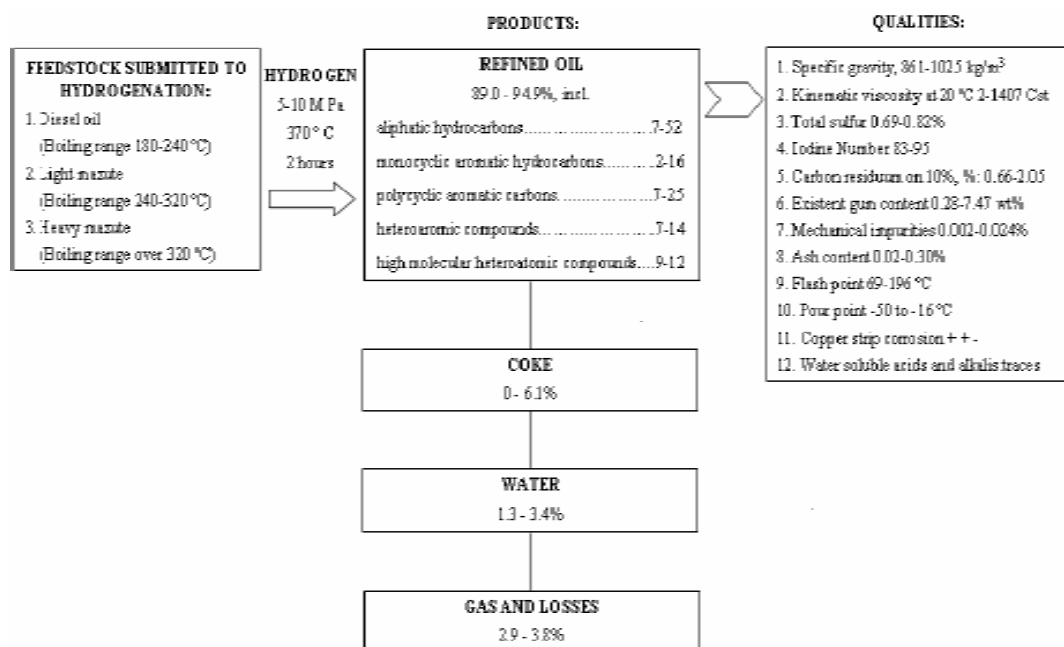 PRODUCTS:
QUALITIES:
FEEDSTOCK SUBMITTED TO
HYDROGENATION:
1. Diesel oil
(Boiling range 180-240 °C)
2. Light mazute
(Boiling range 240-320 °C)
3. Heavy mazute
(Boiling range over 320 °C)
HYDROGEN
5-10 M Pa
370° C
2 hours
REFINED OIL
89.0 - 94.9%, incl.
aliphatic hydrocarbons..............................7-52
monocyclic aromatic hydrocarbons...........2-16
polycyclic aromatic carbons.......................7-25
heteroaromic compounds..........................7-14
high molecular heteroatomic compounds....9-12
COKE
0 - 6.1%
WATER
1.3 - 3.4%
GAS AND LOSSES
2.9 - 3.8%
1. Specific gravity, 861-1025 kg/m³
2. Kinematic viscosity at 20 °C 2-1407 Cst
3. Total sulfur 0.69-0.82%
4. Iodine Number 83-95
5. Carbon residuum on 10%, %: 0.66-2.05
6. Existent gum content 0.28-7.47 wt%
7. Mechanical impurities 0.002-0.024%
8. Ash content 0.02-0.30%
9. Flash point 69-196 °C
10. Pour point -50 to -16 °C
11. Copper strip corrosion + + -
12. Water soluble acids and alkalis traces